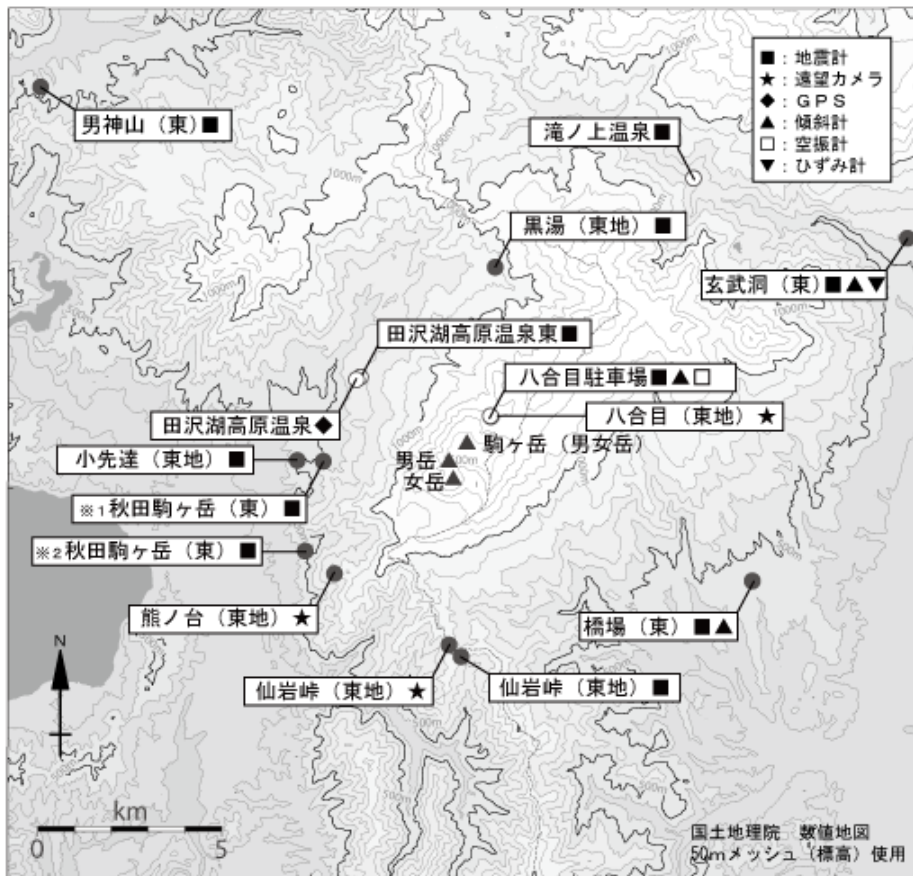 ■：地震計
★：遠望カメラ
◆：ＧＰＳ
▲：傾斜計
□：空振計
▼：ひずみ計
男神山（東）■
滝ノ上温泉■
黒湯（東地）■
玄武洞（東）■▲▼
田沢湖高原温泉東■
八合目駐車場■▲□
八合目（東地）★
田沢湖高原温泉◆
駒ヶ岳（男女岳）
男岳
女岳
小先達（東地）■
※1秋田駒ヶ岳（東）■
※2秋田駒ヶ岳（東）■
熊ノ台（東地）★
橋場（東）■▲
仙岩峠（東地）★
仙岩峠（東地）■
1000m
1000m
1000m
1000m
1000m
N
km
0
5
国土地理院　数値地図
50mメッシュ（標高）使用